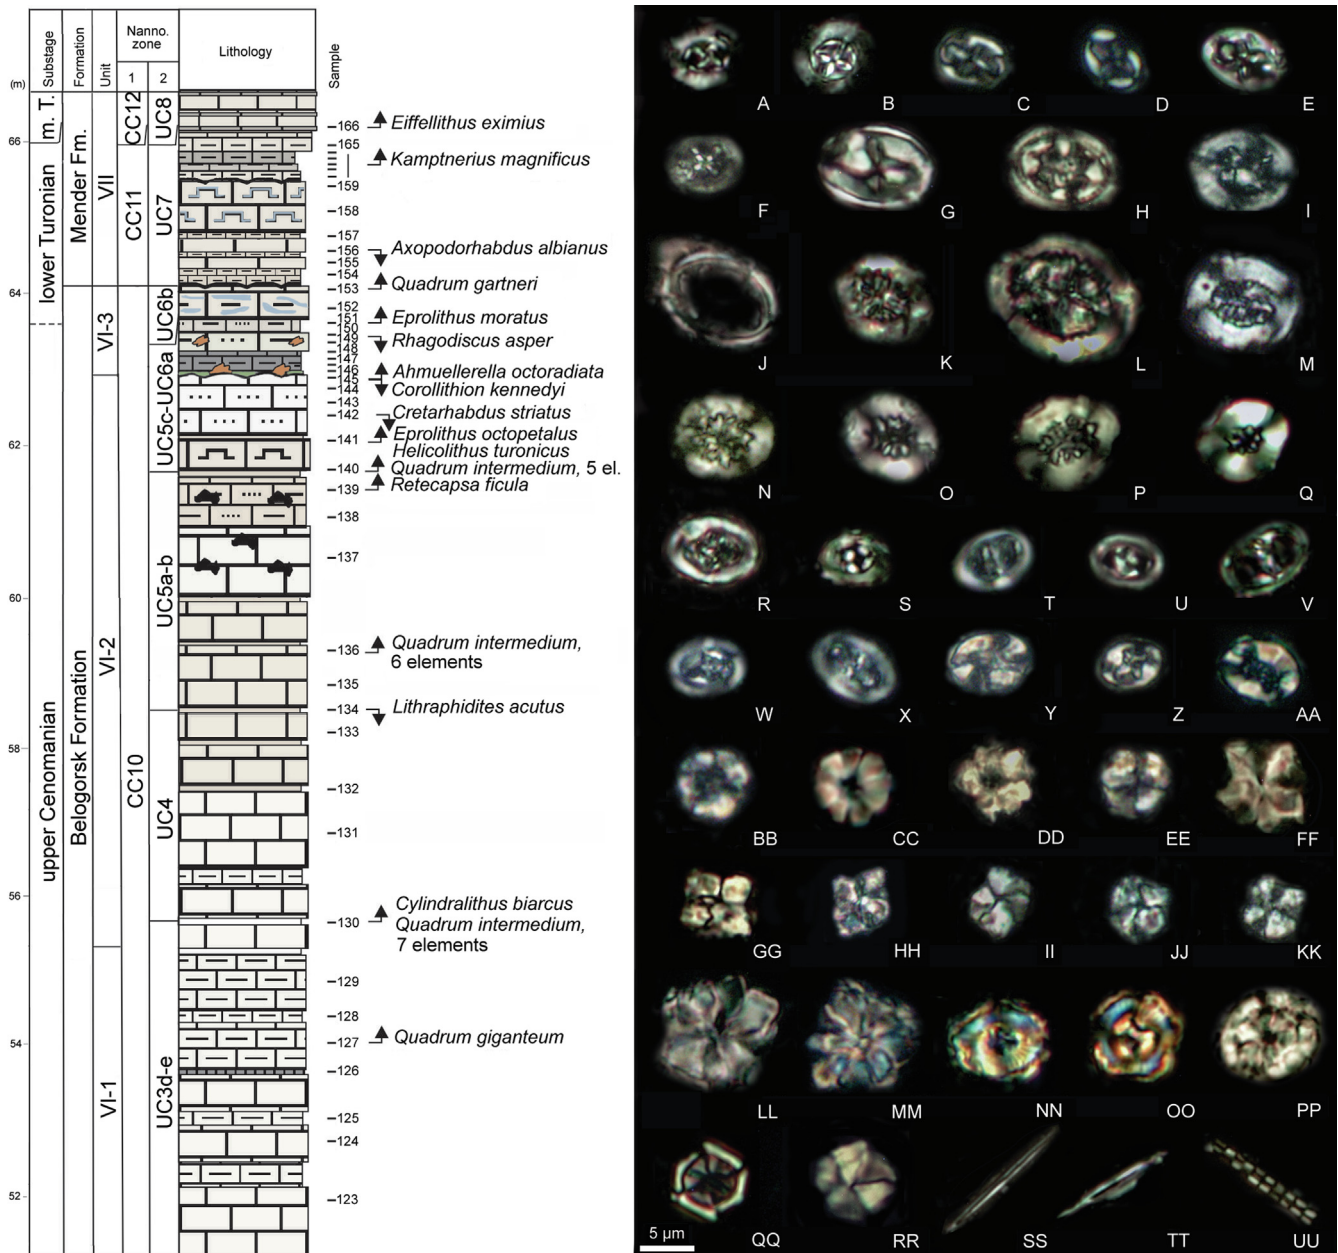 Substage
Formation
Unit
Nanno. zone
1
2
Lithology
Sample
(m)
66
64
62
60
58
56
54
52
m. T.
lower Turonian
upper Cenomanian
Mender Fm.
Belogorsk Formation
VII
VI-3
VI-2
VI-1
CC12
CC11
CC10
UC8
UC7
UC6b
UC5c-UC6a
UC5a-b
UC4
UC3d-e
166
165
159
158
157
156
155
154
153
152
151
150
149
148
147
146
145
144
143
142
141
140
139
138
137
136
135
134
133
132
131
130
129
128
127
126
125
124
123
Eiffellithus eximius
Kamptnerius magnificus
Axopodorhabdus albianus
Quadrum gartneri
Eprolithus moratus
Rhagodiscus asper
Ahmuellerella octoradiata
Corollithion kennedyi
Cretarhabdus striatus
Eprolithus octopetalus
Helicolithus turonicus
Quadrum intermedium, 5 el.
Retecapsa ficula
Quadrum intermedium,
6 elements
Lithraphidites acutus
Cylindralithus biarcus
Quadrum intermedium,
7 elements
Quadrum giganteum
A B C D E
F G H I
J K L M
N O P Q
R S T U V
W X Y Z AA
BB CC DD EE FF
GG HH II JJ KK
LL MM NN OO PP
5 µm
QQ RR SS TT UU